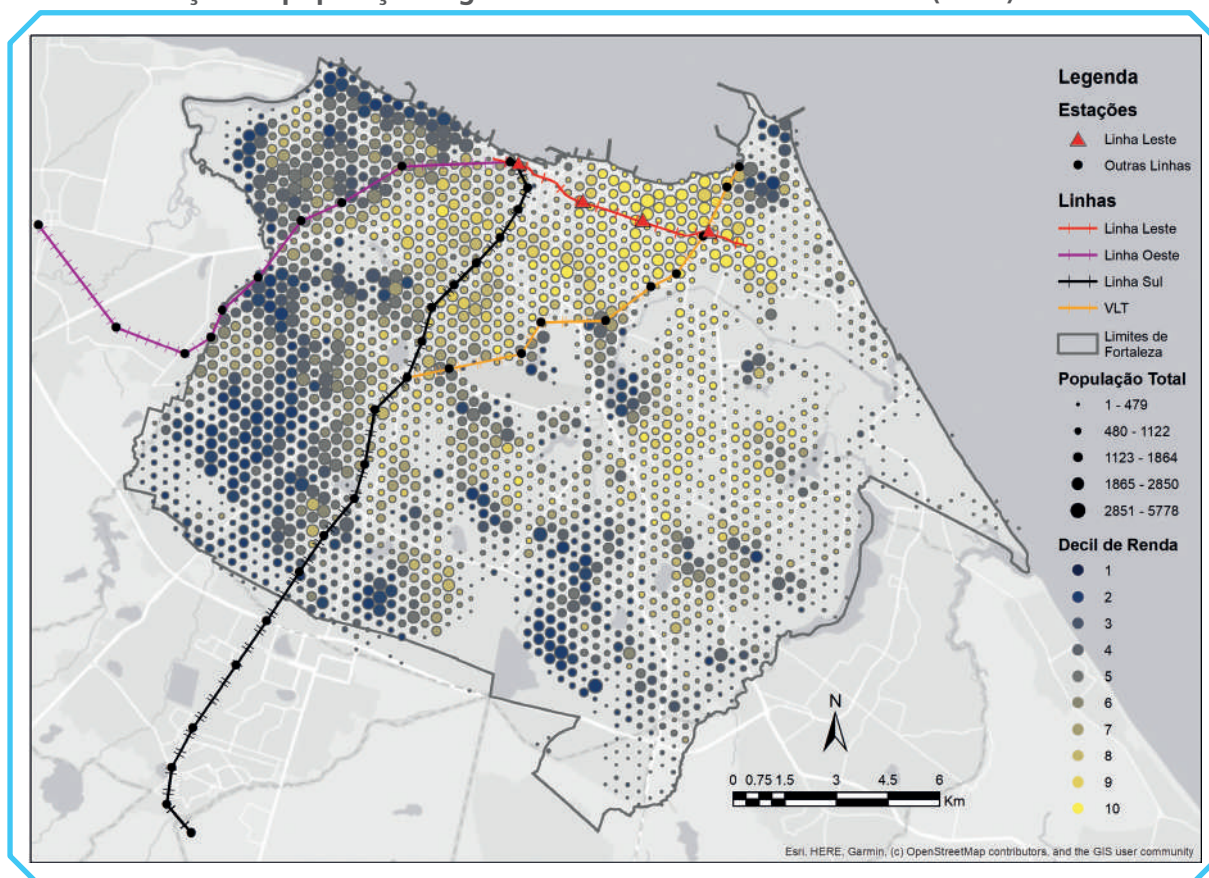 Legenda
Estações
Linha Leste
Outras Linhas
Linhas
Linha Leste
Linha Oeste
Linha Sul
VLT
Limites de
Fortaleza
População Total
1 - 479
480 - 1122
1123 - 1864
1865 - 2850
2851 - 5778
Decil de Renda
1
2
3
4
5
6
7
8
9
10
N
0 0.75 1.5 3 4.5 6
Km
Esri, HERE, Garmin, (c) OpenStreetMap contributors, and the GIS user community